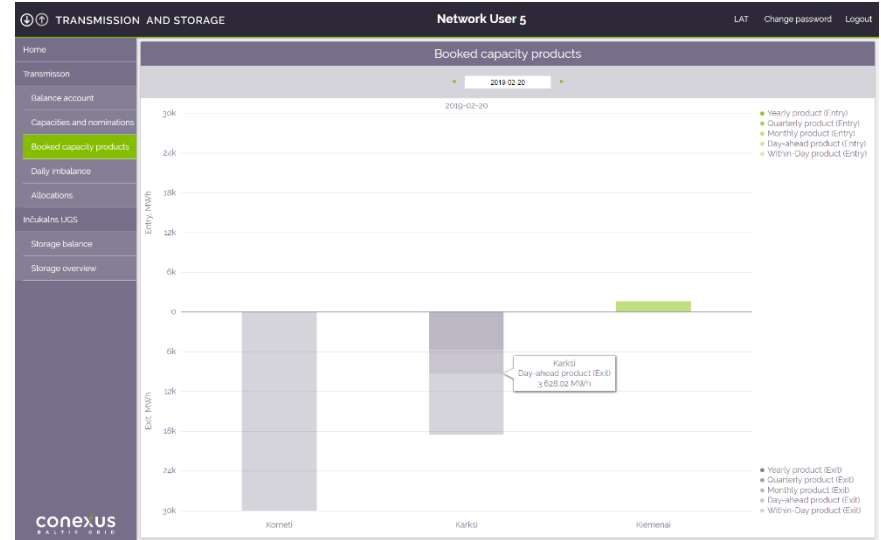 TRANSMISSION AND STORAGE
Network User 5
LAT Change password Logout
Home
Transmisson
Balance account
Capacities and nominations
Booked capacity products
Daily imbalance
Allocations
Inčukalns UGS
Storage balance
Storage overview
conexus
BALTIC GRID
Booked capacity products
2019-02-20
2019-02-20
30k
24k
18k
12k
6k
0
6k
12k
18k
24k
30k
Entry, MWh
Exit, MWh
Yearly product (Entry)
Quarterly product (Entry)
Monthly product (Entry)
Day-ahead product (Entry)
Within-Day product (Entry)
Karksi
Day-ahead product (Exit)
3 628.02 MWh
Yearly product (Exit)
Quarterly product (Exit)
Monthly product (Exit)
Day-ahead product (Exit)
Within-Day product (Exit)
Korneti
Karksi
Kiemenai